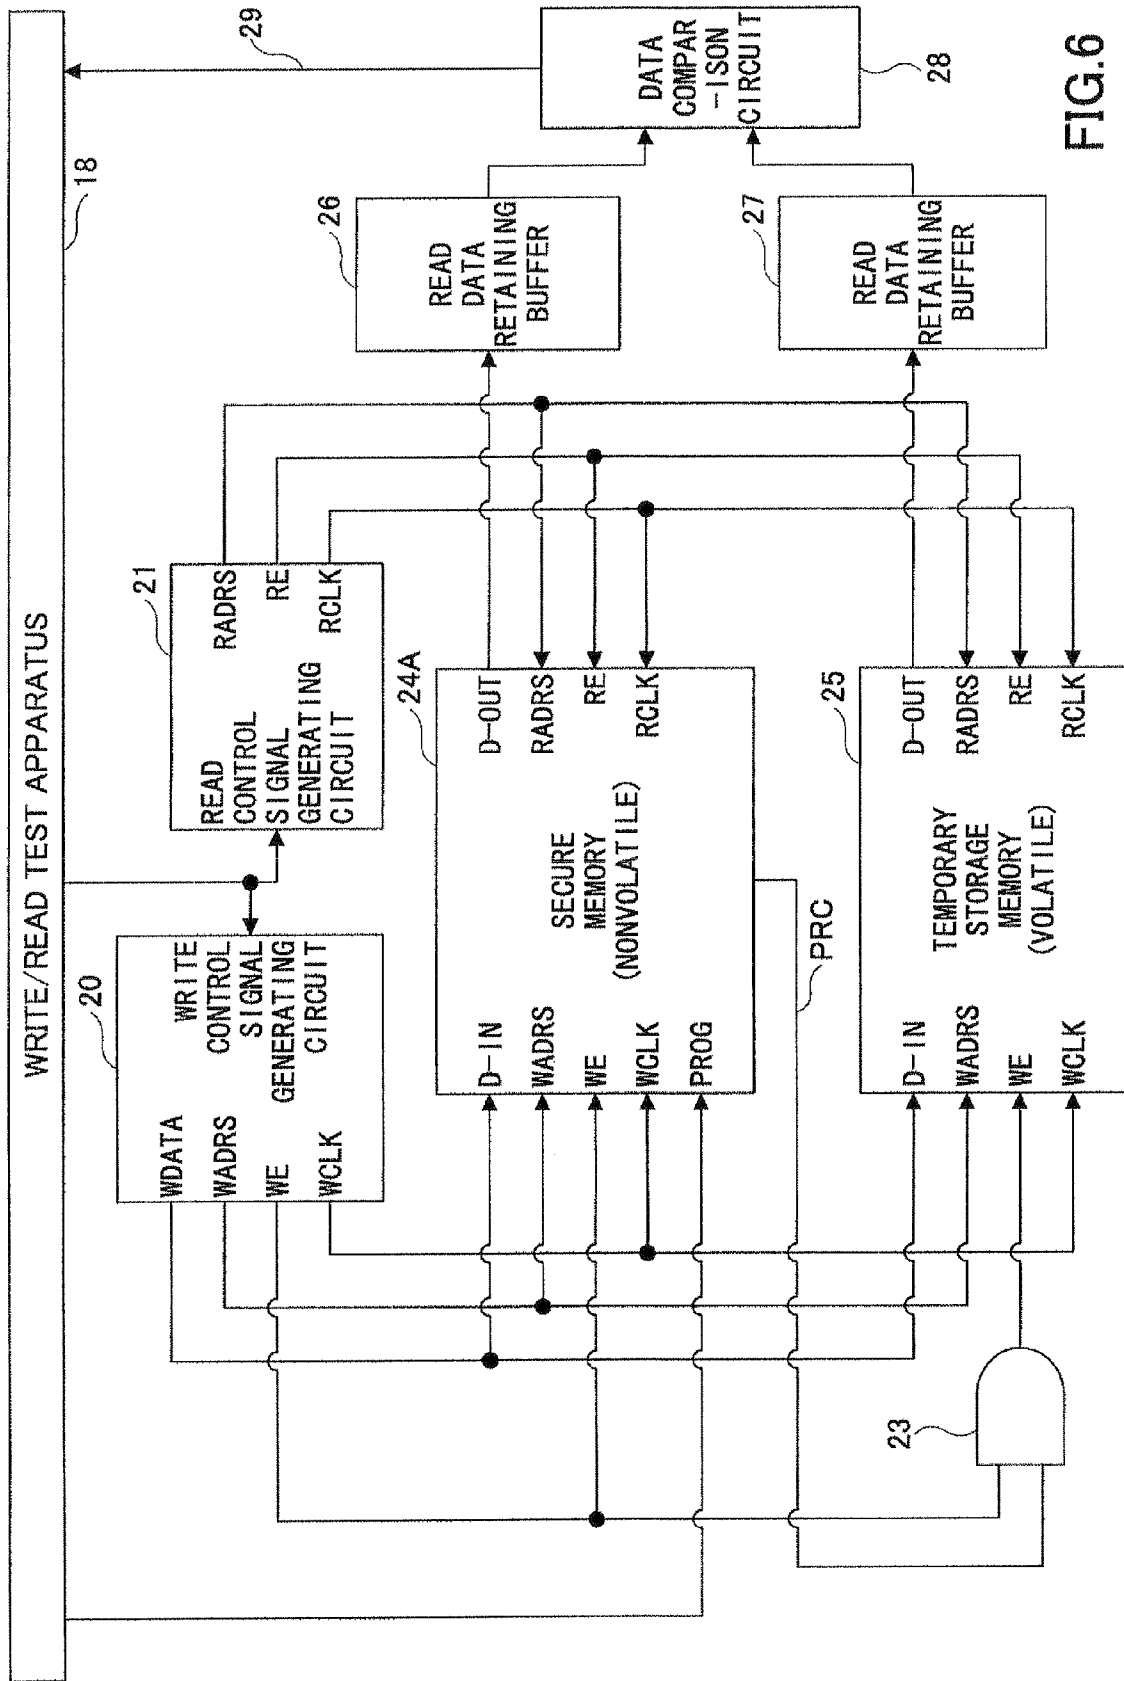 WRITE/READ TEST APPARATUS
18
29
20
WDATA
WADRS
WE
WCLK
WRITE
CONTROL
SIGNAL
GENERATING
CIRCUIT
21
READ
CONTROL
SIGNAL
GENERATING
CIRCUIT
RADRS
RE
RCLK
24A
D-IN
WADRS
WE
WCLK
PROG
SECURE
MEMORY
(NONVOLATILE)
D-OUT
RADRS
RE
RCLK
26
READ
DATA
RETAINING
BUFFER
DATA
COMPAR
-ISON
CIRCUIT
28
PRC
23
25
D-IN
WADRS
WE
WCLK
TEMPORARY
STORAGE
MEMORY
(VOLATILE)
D-OUT
RADRS
RE
RCLK
27
READ
DATA
RETAINING
BUFFER
FIG.6